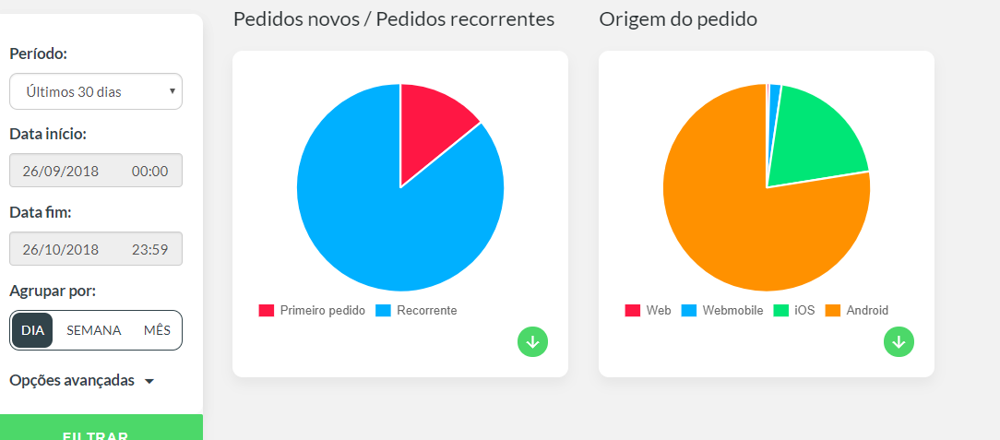 Período:
Últimos 30 dias
Data início:
26/09/2018 00:00
Data fim:
26/10/2018 23:59
Agrupar por:
DIA SEMANA MÊS
Opções avançadas
FILTRAR
Pedidos novos / Pedidos recorrentes
Primeiro pedido Recorrente
Origem do pedido
Web Webmobile iOS Android